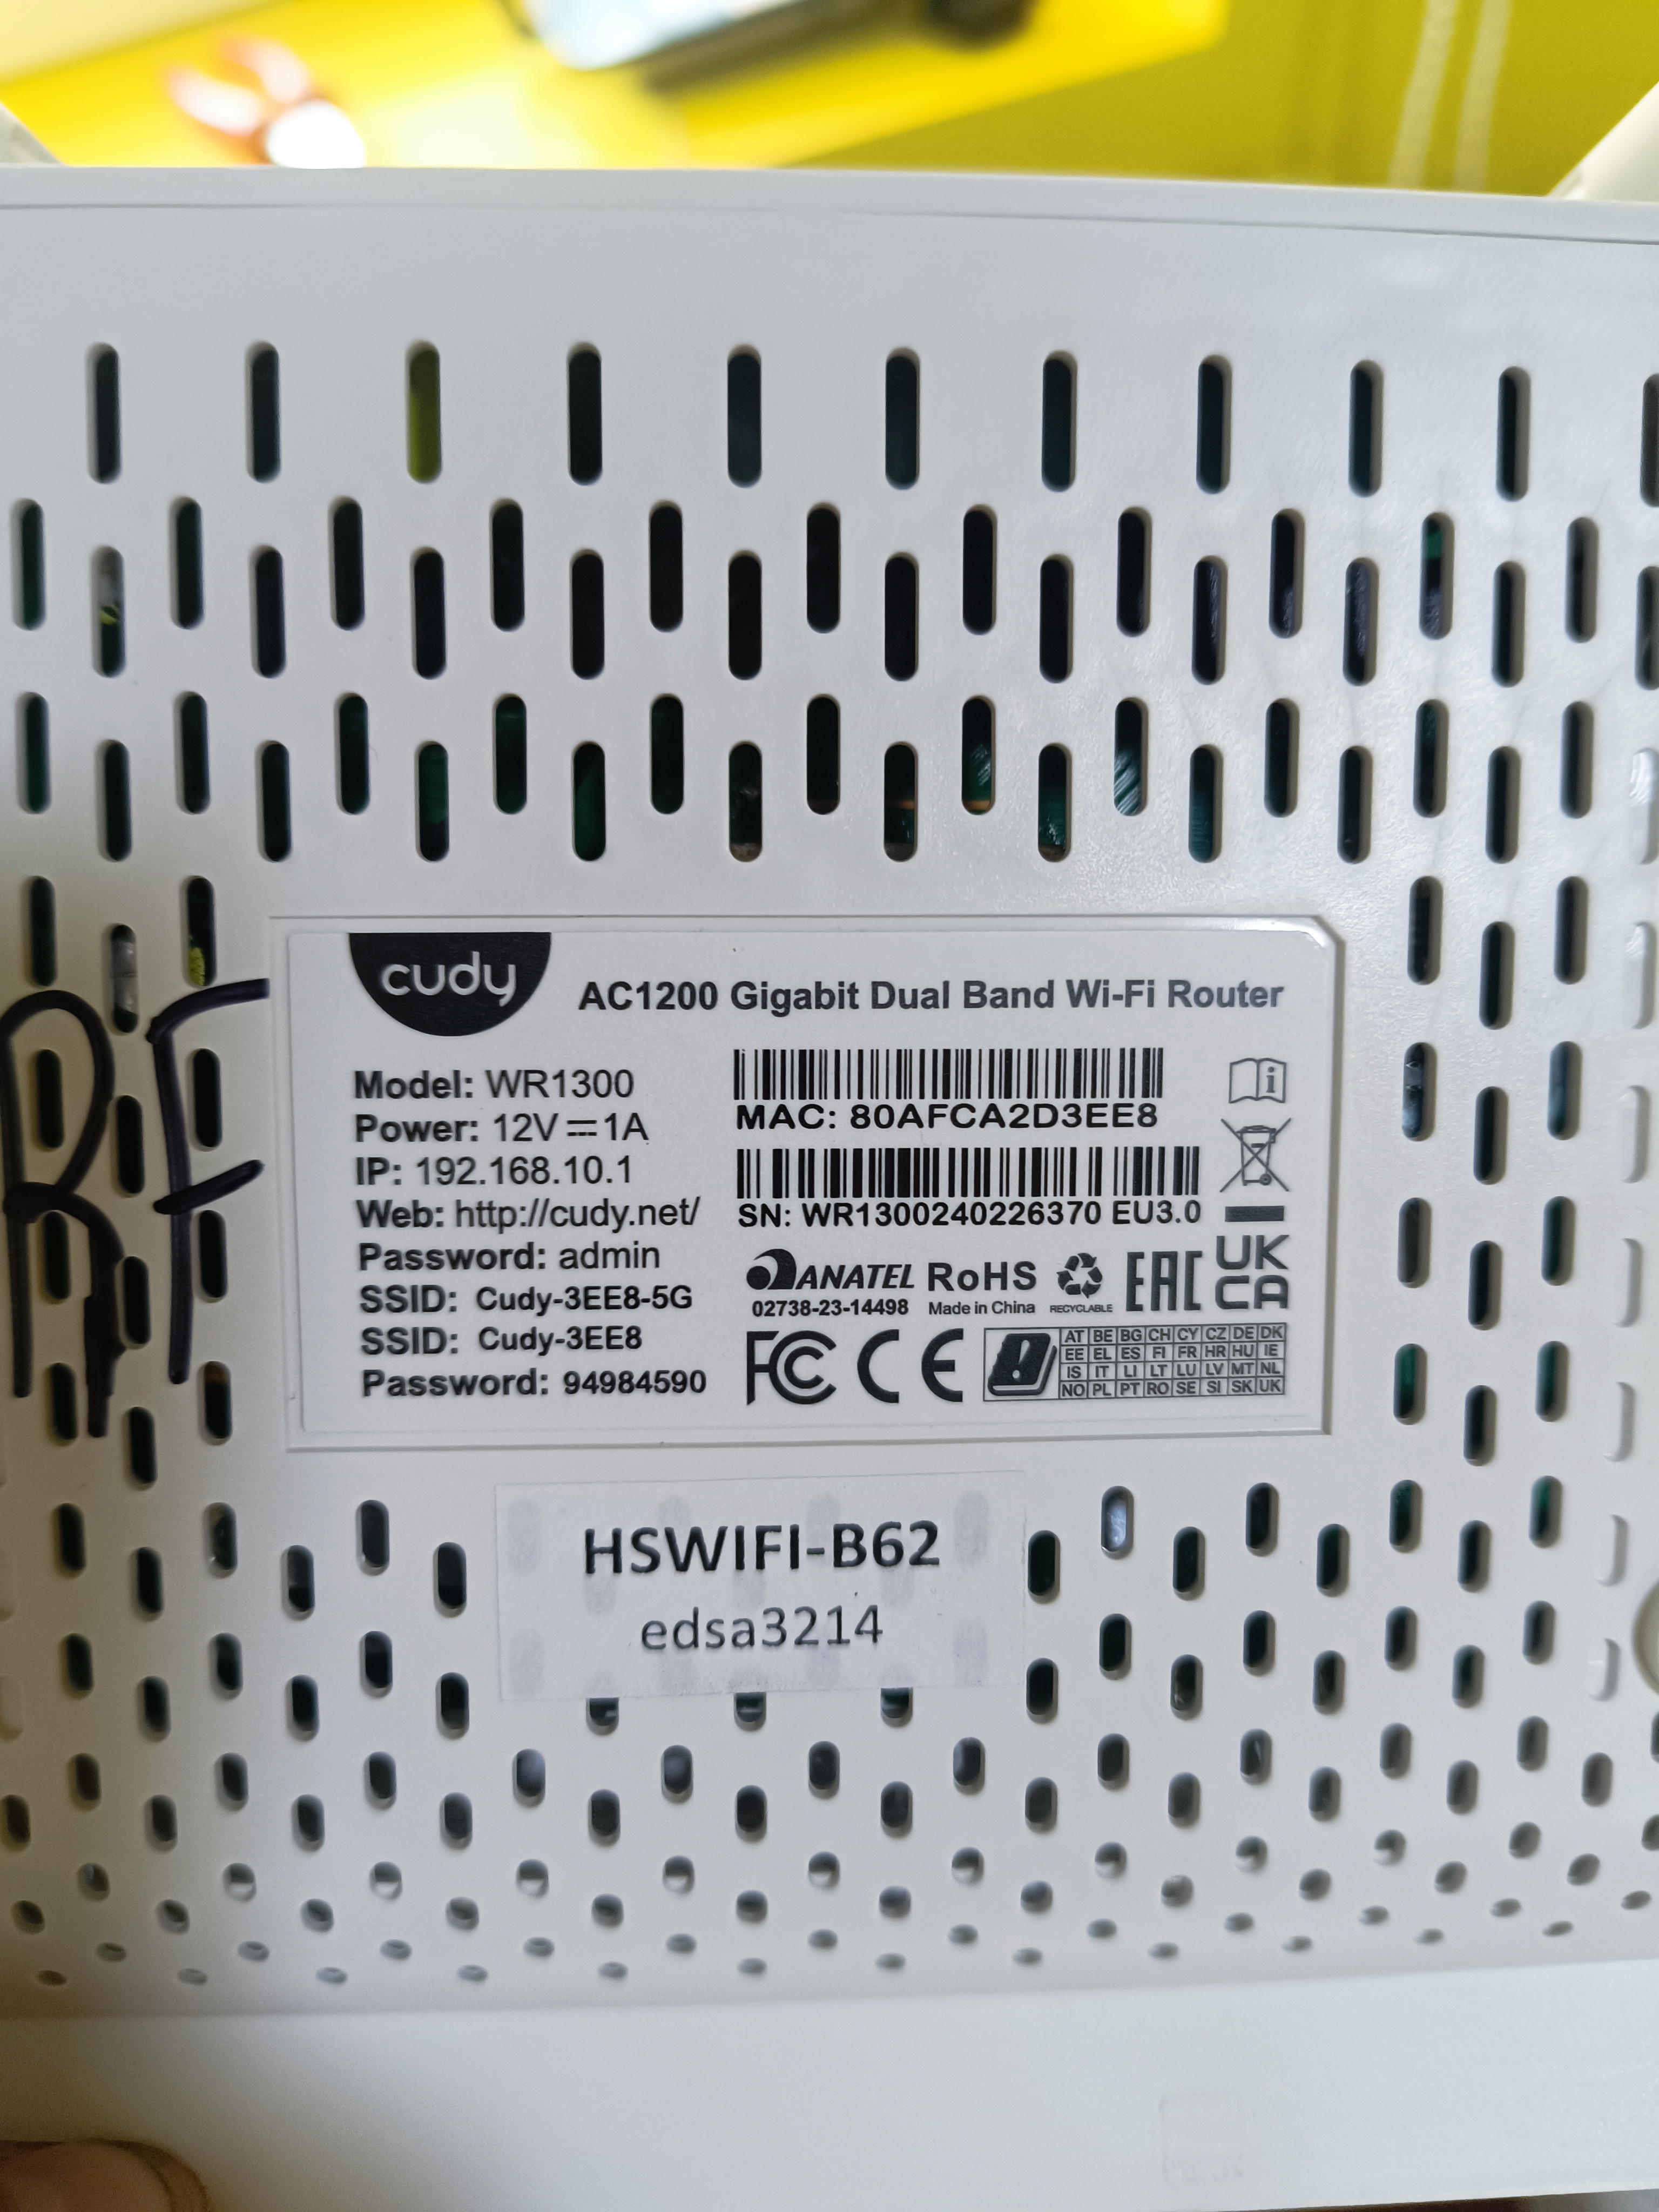 cudy
AC1200 Gigabit Dual Band Wi-Fi Router
Model: WR1300
Power: 12V⎓1A
IP: 192.168.10.1
Web: http://cudy.net/
Password: admin
SSID: Cudy-3EE8-5G
SSID: Cudy-3EE8
Password: 94984590
MAC: 80AFCA2D3EE8
SN: WR1300240226370 EU3.0
ANATEL
02738-23-14498
RoHS
Made in China
RECYCLABLE
EAC
UK
CA
FC CE
AT BE BG CH CY CZ DE DK
EE EL ES FI FR HR HU IE
IS IT LI LT LU LV MT NL
NO PL PT RO SE SI SK UK
RF
HSWIFI-B62
edsa3214